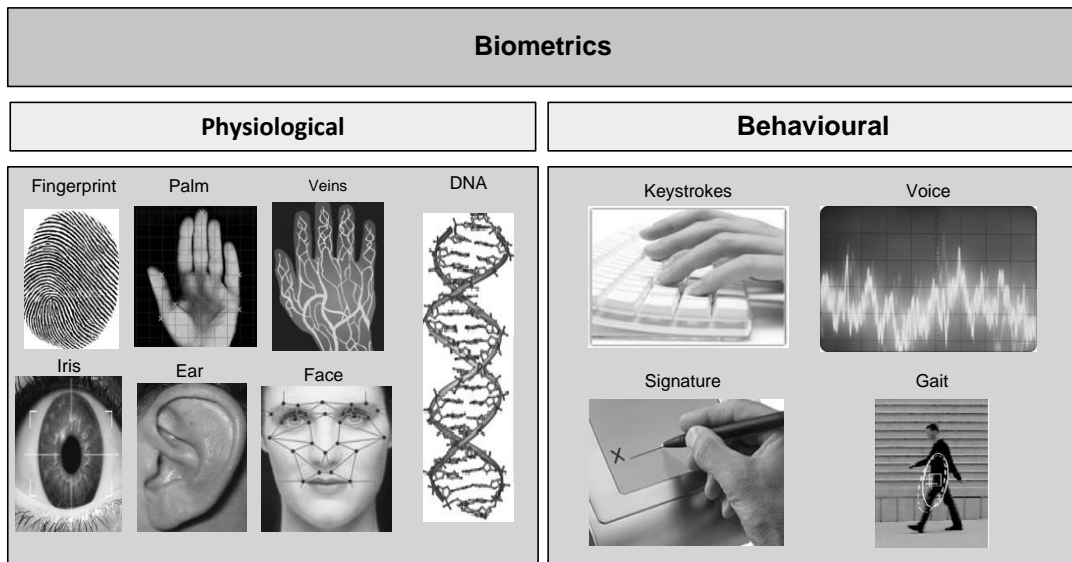 Biometrics
Physiological
Behavioural
Fingerprint
Palm
Veins
DNA
Iris
Ear
Face
Keystrokes
Voice
Signature
X
Gait